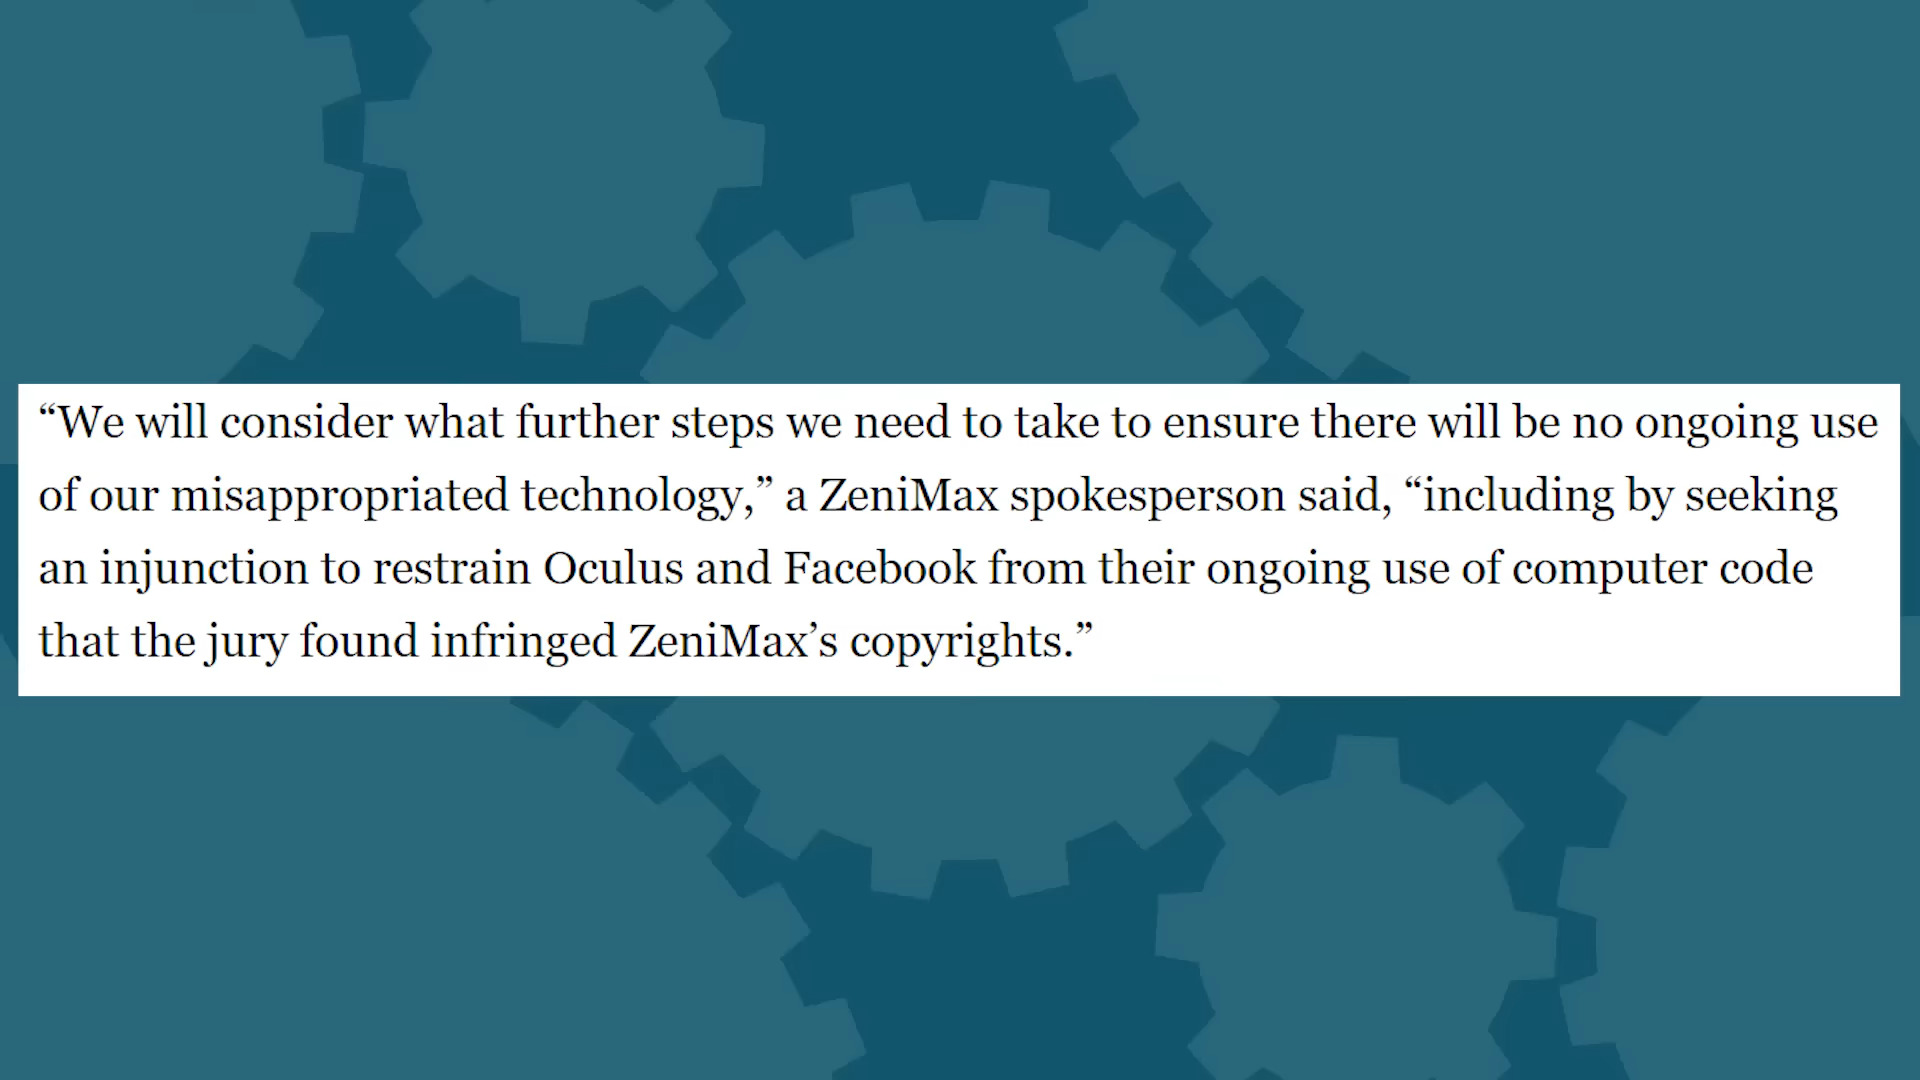 “We will consider what further steps we need to take to ensure there will be no ongoing use
of our misappropriated technology,” a ZeniMax spokesperson said, “including by seeking
an injunction to restrain Oculus and Facebook from their ongoing use of computer code
that the jury found infringed ZeniMax’s copyrights.”